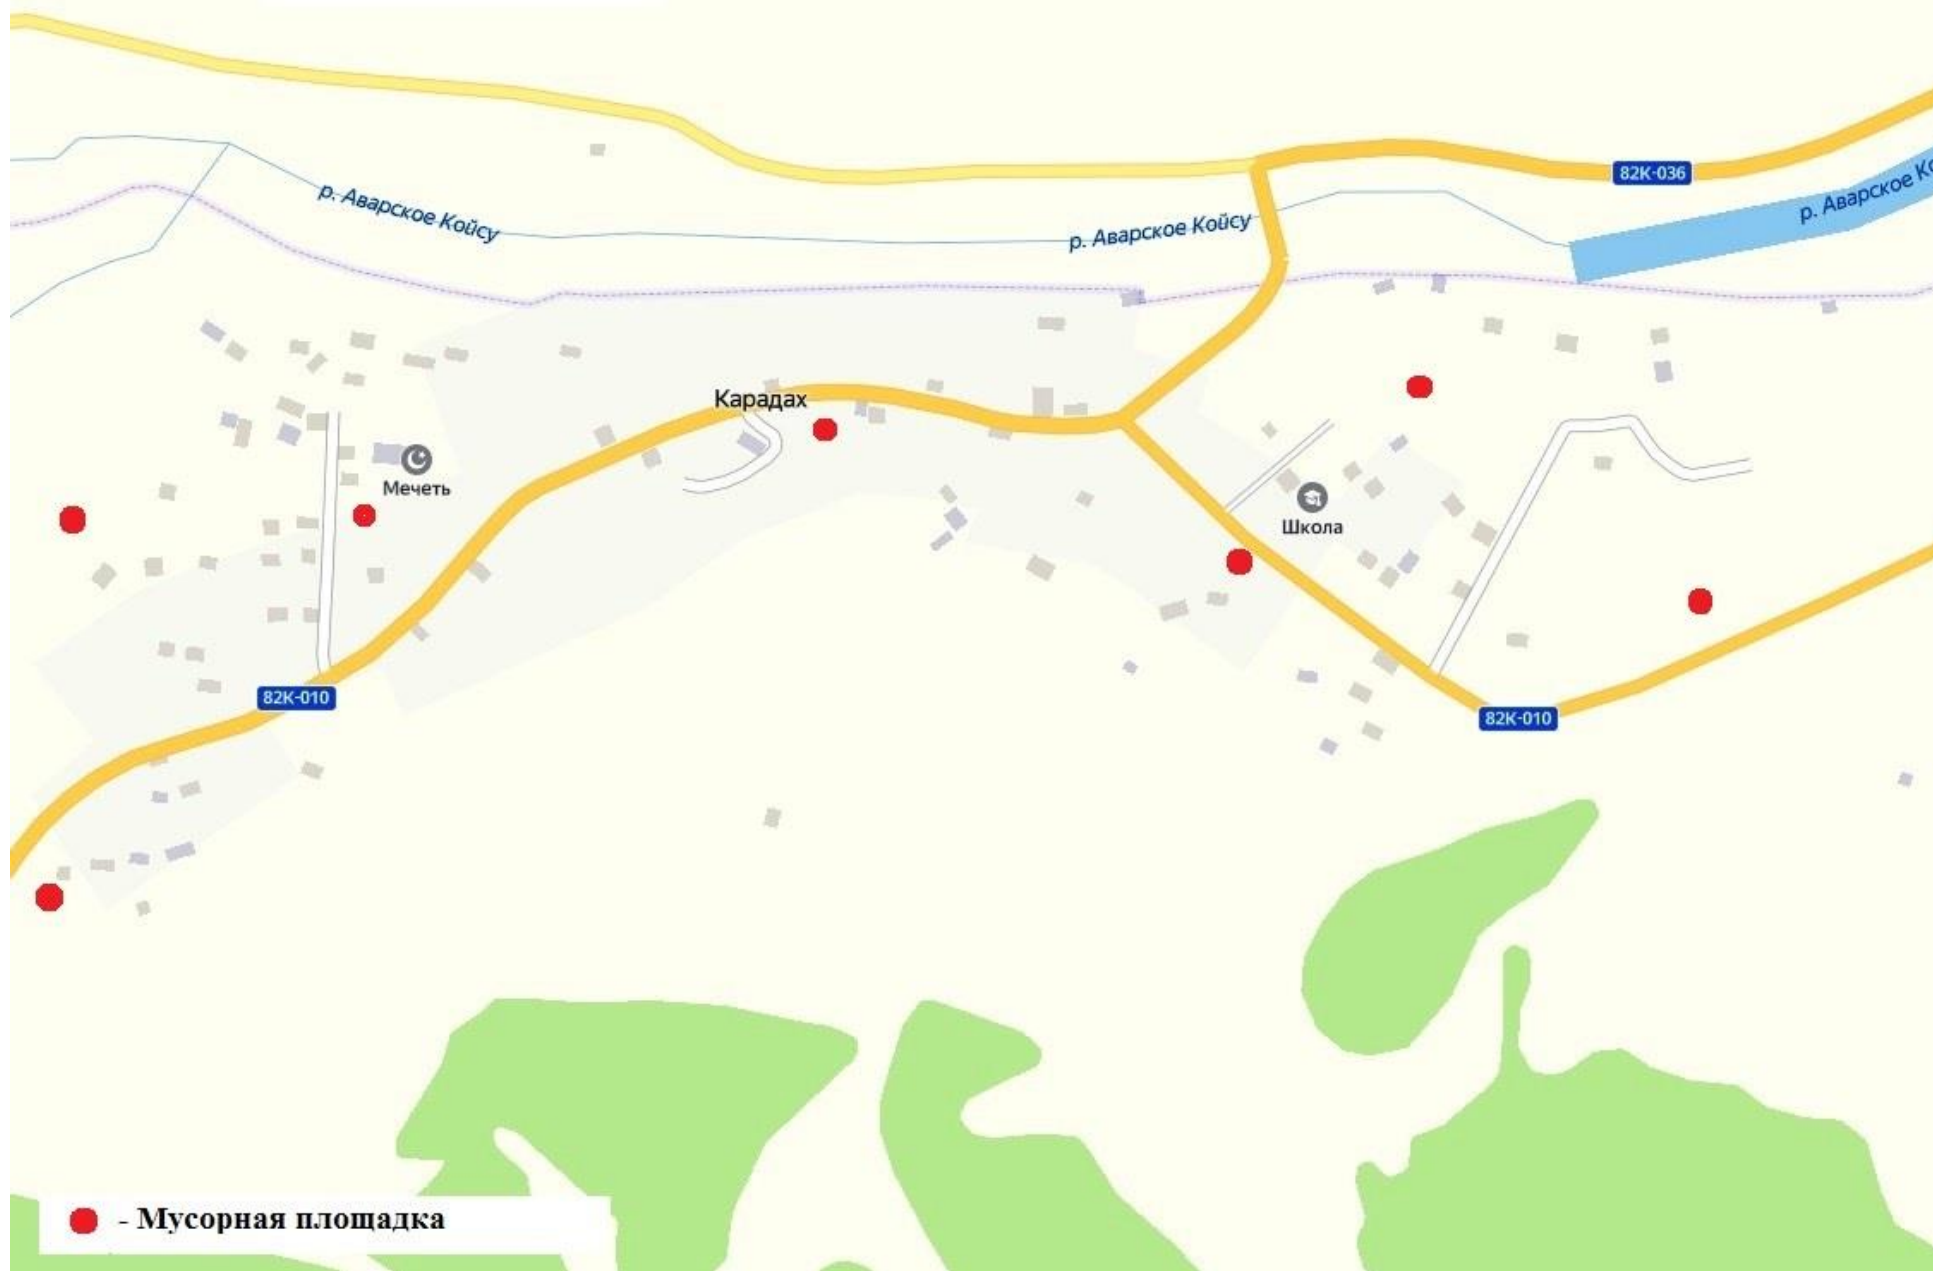 82К-036
р. Аварское Ко
р. Аварское Койсу
р. Аварское Койсу
Карадах
Мечеть
Школа
82К-010
82К-010
- Мусорная площадка